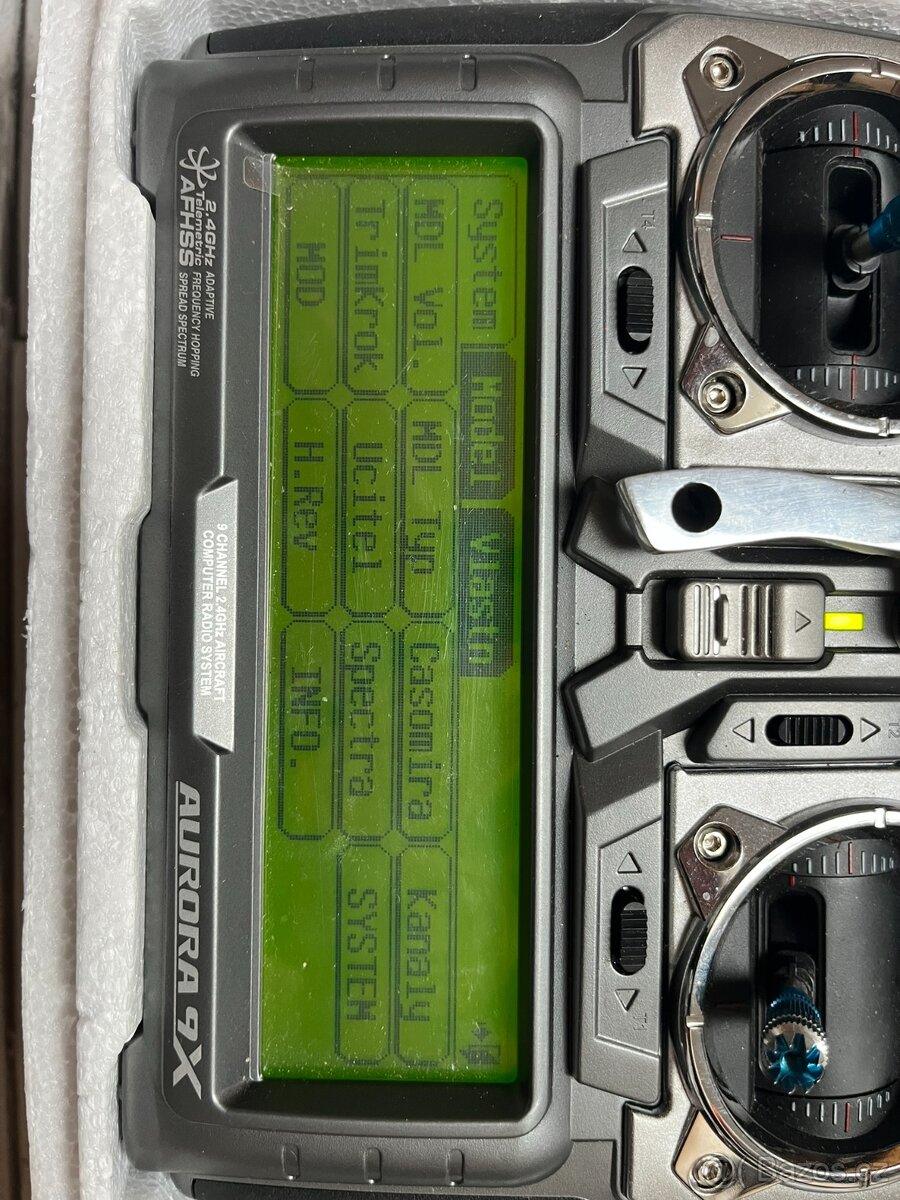 T4
T2
T1
System Model Vlastn
MDL Vol. MDL Typ Casomira Kanaly
Trimkrok Ucitel Spectra SYSTEM
MOD H.Rev INFO.
2.4GHz ADAPTIVE
Telemetric FREQUENCY HOPPING
AFHSS SPREAD SPECTRUM
9 CHANNEL 2.4GHz AIRCRAFT
COMPUTER RADIO SYSTEM
AURORA 9X
Bazos.cz